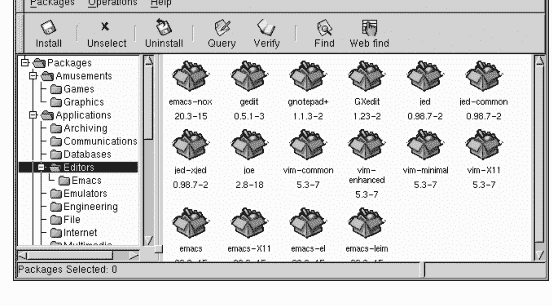 Packages Operations Help
Install Unselect Uninstall Query Verify Find Web find
Packages
Amusements
Games
Graphics
Applications
Archiving
Communications
Databases
Editors
Emacs
Emulators
Engineering
File
Internet
Multimedia
emacs-nox gedit gnotepad+ GXedit jed jed-common
20.3-15 0.5.1-3 1.1.3-2 1.23-2 0.98.7-2 0.98.7-2
jed-xjed joe vim-common vim-enhanced vim-minimal vim-X11
0.98.7-2 2.8-18 5.3-7 5.3-7 5.3-7 5.3-7
emacs emacs-X11 emacs-el emacs-leim
Packages Selected: 0